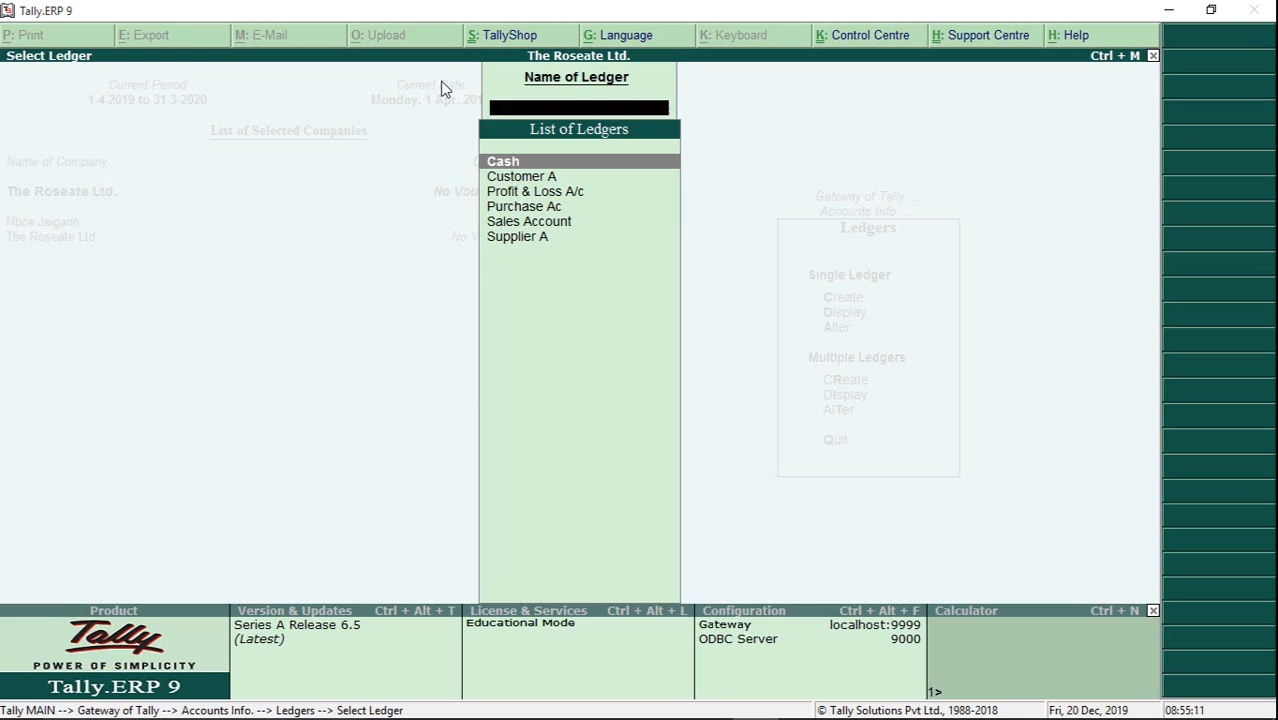 Tally.ERP 9
P: Print
E: Export
M: E-Mail
O: Upload
S: TallyShop
G: Language
K: Keyboard
K: Control Centre
H: Support Centre
H: Help
Select Ledger
The Roseate Ltd.
Ctrl + M
Current Period
1-4-2019 to 31-3-2020
Current Date
Monday, 1 Apr, 201
List of Selected Companies
Name of Company
The Roseate Ltd.
No Vou
Nbce Jaigaon
The Roseate Ltd.
No V
Name of Ledger
List of Ledgers
Cash
Customer A
Profit & Loss A/c
Purchase Ac
Sales Account
Supplier A
Gateway of Tally ....
Accounts Info. ...
Ledgers
Single Ledger
Create
Display
Alter
Multiple Ledgers
CReate
DIsplay
AlTer
Quit
Product
Tally
POWER OF SIMPLICITY
Tally.ERP 9
Version & Updates Ctrl + Alt + T
Series A Release 6.5
(Latest)
License & Services Ctrl + Alt + L
Educational Mode
Configuration Ctrl + Alt + F
Gateway localhost:9999
ODBC Server 9000
Calculator Ctrl + N
1>
Tally MAIN --> Gateway of Tally --> Accounts Info. --> Ledgers --> Select Ledger
© Tally Solutions Pvt Ltd., 1988-2018
Fri, 20 Dec, 2019
08:55:11